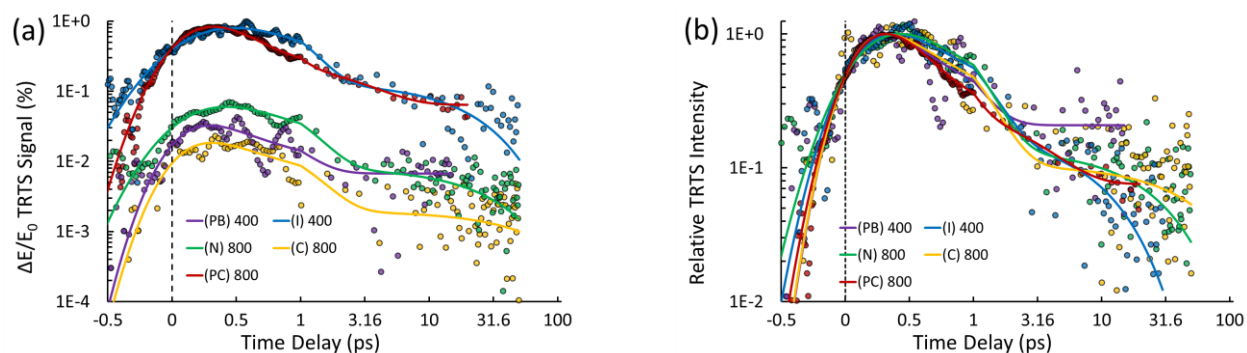 (a)
ΔE/E0 TRTS Signal (%)
1E+0
1E-1
1E-2
1E-3
1E-4
(PB) 400
(I) 400
(N) 800
(C) 800
(PC) 800
-0.5
0
0.5
1
3.16
10
31.6
100
Time Delay (ps)
(b)
Relative TRTS Intensity
1E+0
1E-1
1E-2
(PB) 400
(I) 400
(N) 800
(C) 800
(PC) 800
-0.5
0
0.5
1
3.16
10
31.6
100
Time Delay (ps)